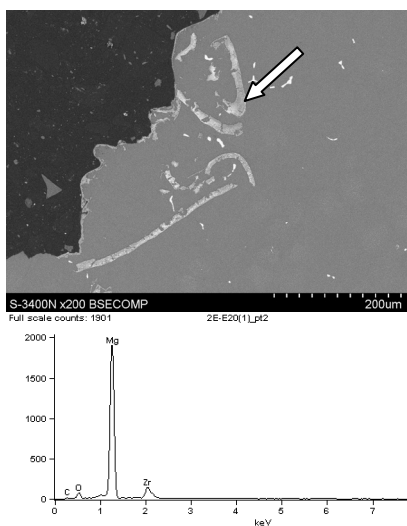 S-3400N x200 BSECOMP 200um
Full scale counts: 1901 2E-E20(1)_pt2
2000
Mg
1500
1000
500
Zr
O
C
0
0 1 2 3 4 5 6 7
keV